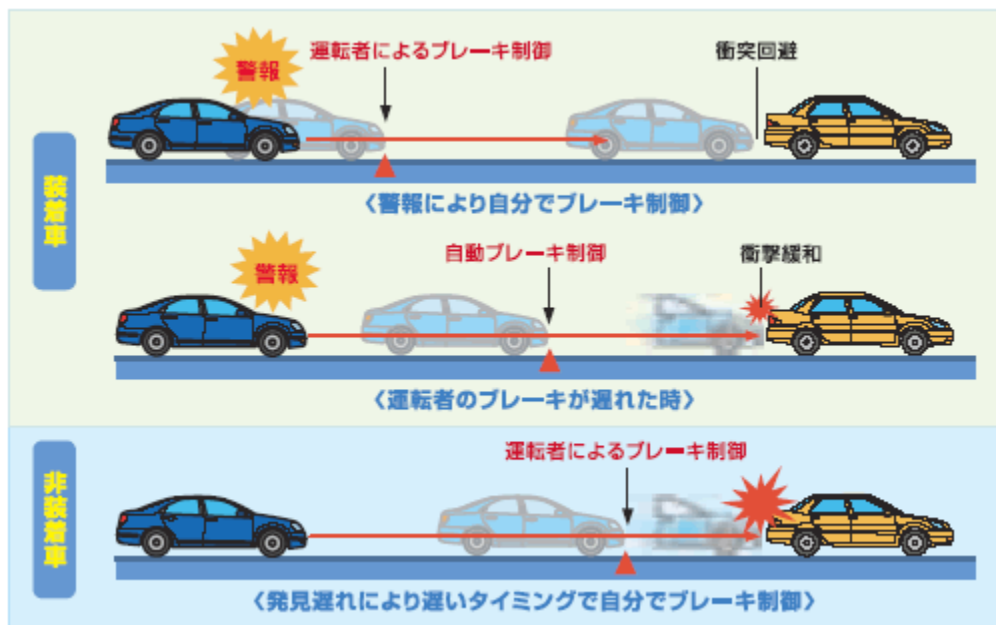 装着車
警報
運転者によるブレーキ制御
衝突回避
〈警報により自分でブレーキ制御〉
警報
自動ブレーキ制御
衝撃緩和
〈運転者のブレーキが遅れた時〉
非装着車
運転者によるブレーキ制御
〈発見遅れにより遅いタイミングで自分でブレーキ制御〉